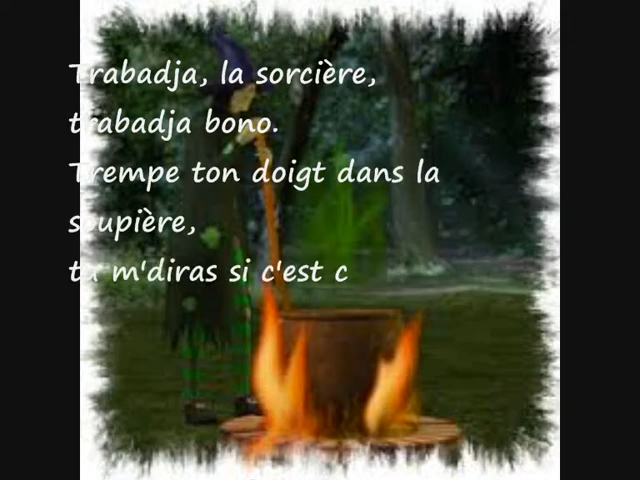 Trabadja, la sorcière,
trabadja bono.
Trempe ton doigt dans la
soupière,
tu m'diras si c'est c